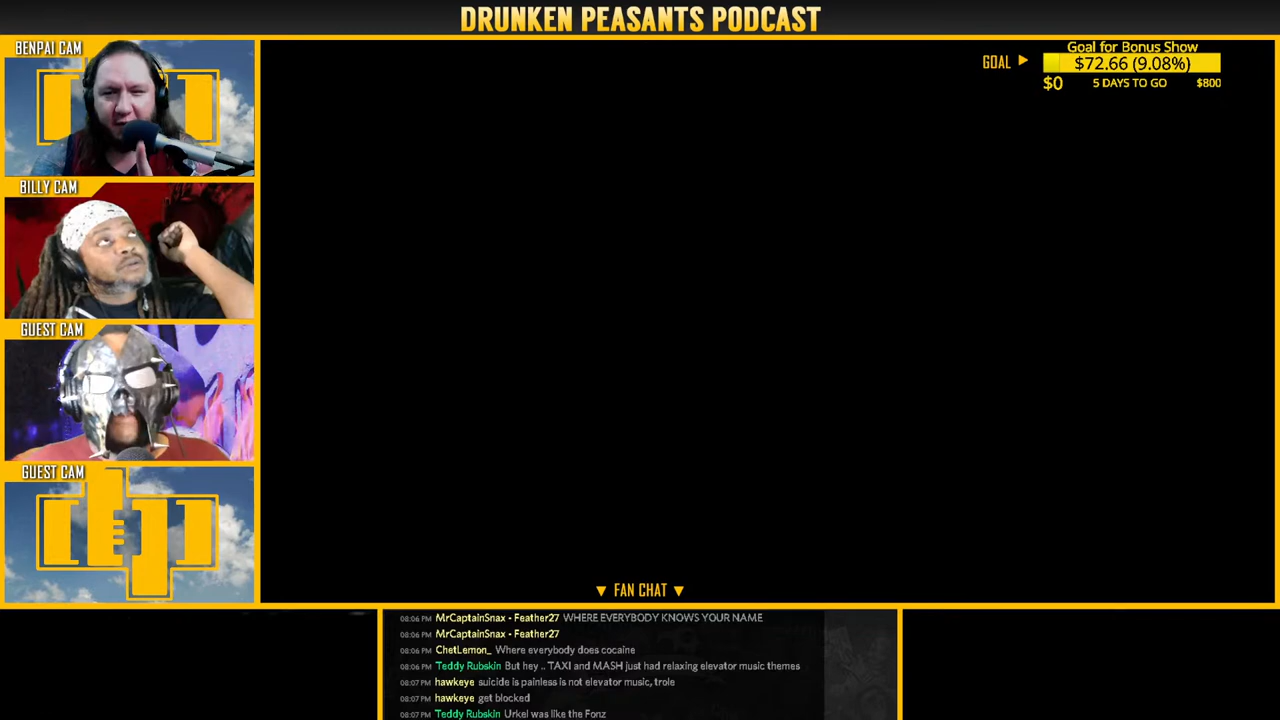 DRUNKEN PEASANTS PODCAST
BENPAI CAM
BILLY CAM
GUEST CAM
GUEST CAM
GOAL ►
Goal for Bonus Show
$72.66 (9.08%)
$0 5 DAYS TO GO $800
▼ FAN CHAT ▼
08:06 PM MrCaptainSnax - Feather27 WHERE EVERYBODY KNOWS YOUR NAME
08:06 PM MrCaptainSnax - Feather27
08:06 PM ChetLemon_ Where everybody does cocaine
08:06 PM Teddy Rubskin But hey .. TAXI and MASH just had relaxing elevator music themes
08:07 PM hawkeye suicide is painless is not elevator music, trole
08:07 PM hawkeye get blocked
08:07 PM Teddy Rubskin Urkel was like the Fonz